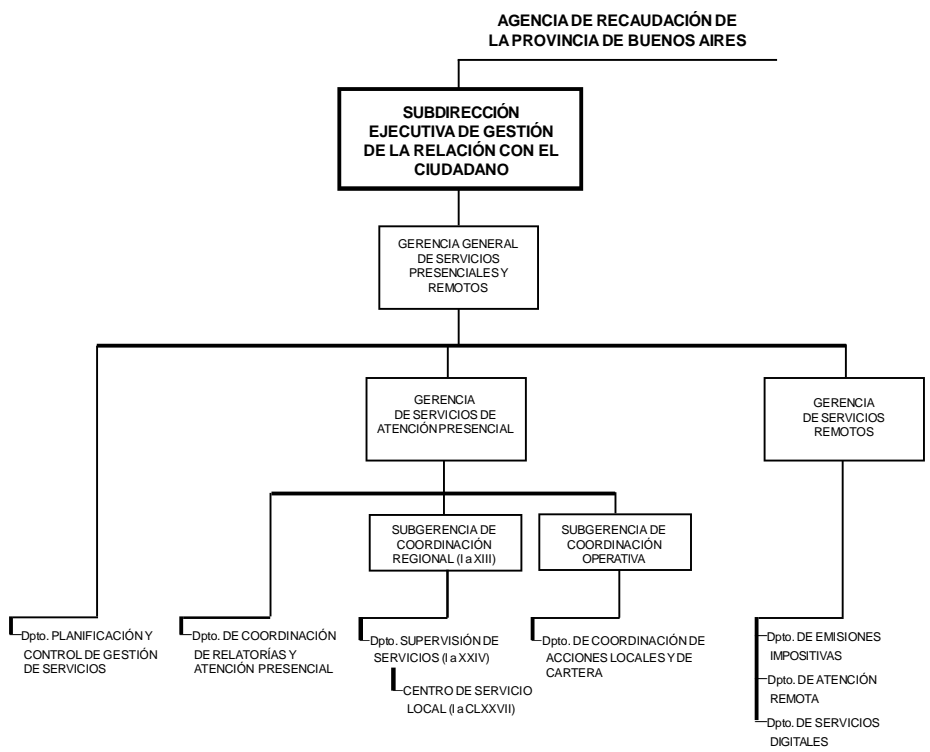 AGENCIA DE RECAUDACIÓN DE
LA PROVINCIA DE BUENOS AIRES
SUBDIRECCIÓN
EJECUTIVA DE GESTIÓN
DE LA RELACIÓN CON EL
CIUDADANO
GERENCIA GENERAL
DE SERVICIOS
PRESENCIALES Y
REMOTOS
GERENCIA
DE SERVICIOS DE
ATENCIÓN PRESENCIAL
GERENCIA
DE SERVICIOS
REMOTOS
SUBGERENCIA DE
COORDINACIÓN
REGIONAL (I a XIII)
SUBGERENCIA DE
COORDINACIÓN
OPERATIVA
Dpto. PLANIFICACIÓN Y
CONTROL DE GESTIÓN
DE SERVICIOS
Dpto. DE COORDINACIÓN
DE RELATORÍAS Y
ATENCIÓN PRESENCIAL
Dpto. SUPERVISIÓN DE
SERVICIOS (I a XXIV)
CENTRO DE SERVICIO
LOCAL (I a CLXXVII)
Dpto. DE COORDINACIÓN DE
ACCIONES LOCALES Y DE
CARTERA
Dpto. DE EMISIONES
IMPOSITIVAS
Dpto. DE ATENCIÓN
REMOTA
Dpto. DE SERVICIOS
DIGITALES